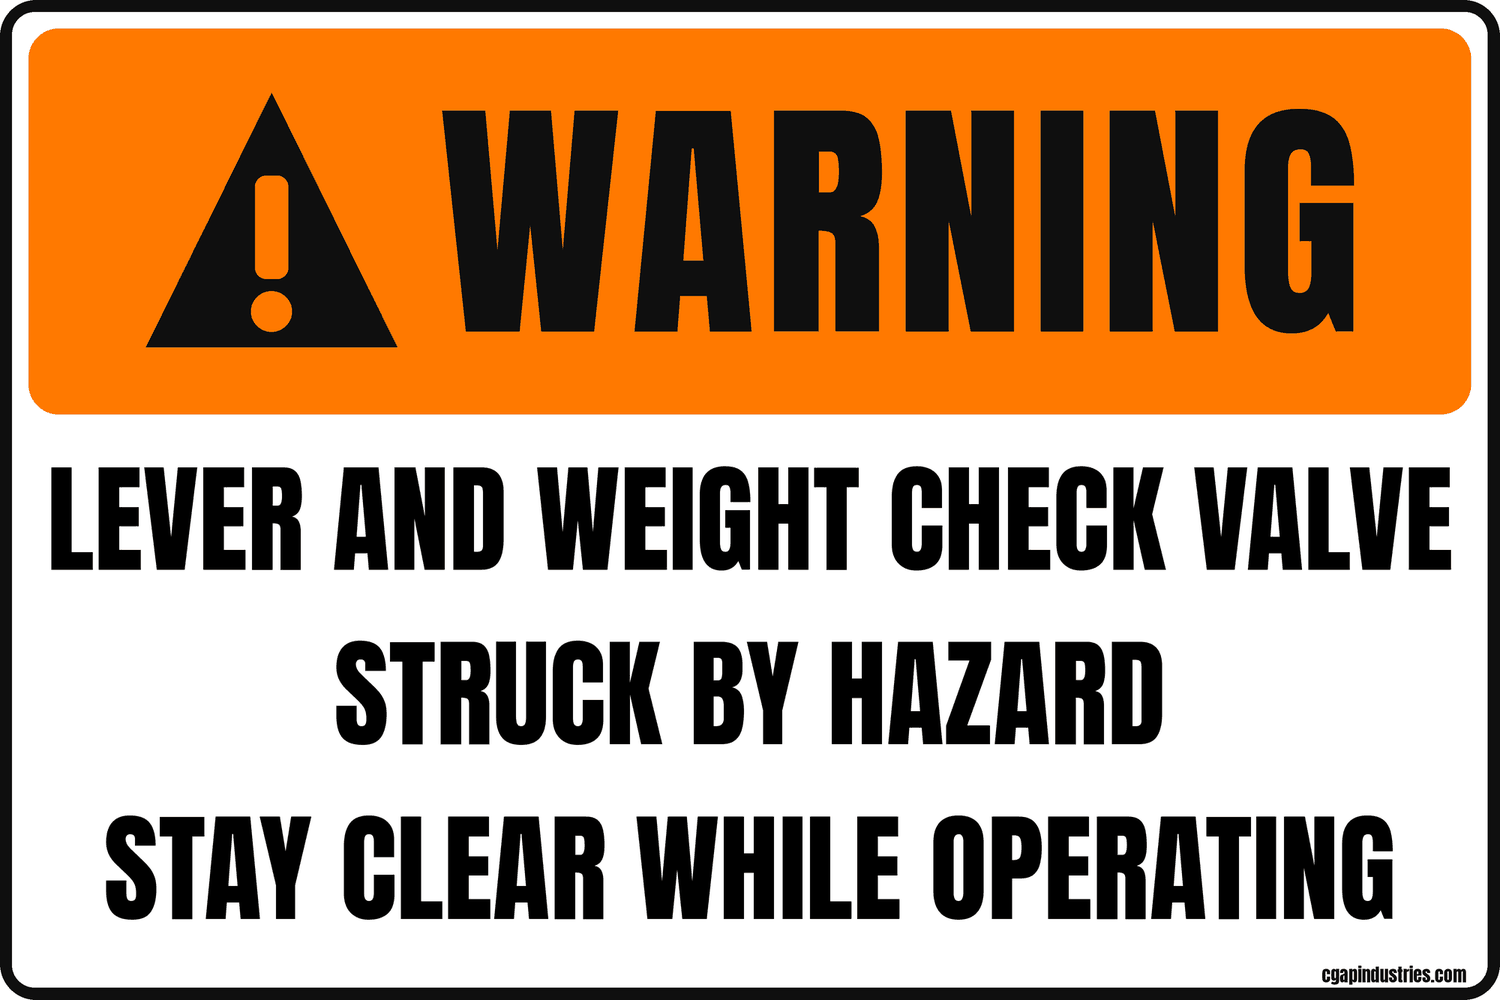 WARNING
LEVER AND WEIGHT CHECK VALVE
STRUCK BY HAZARD
STAY CLEAR WHILE OPERATING
cgapindustries.com